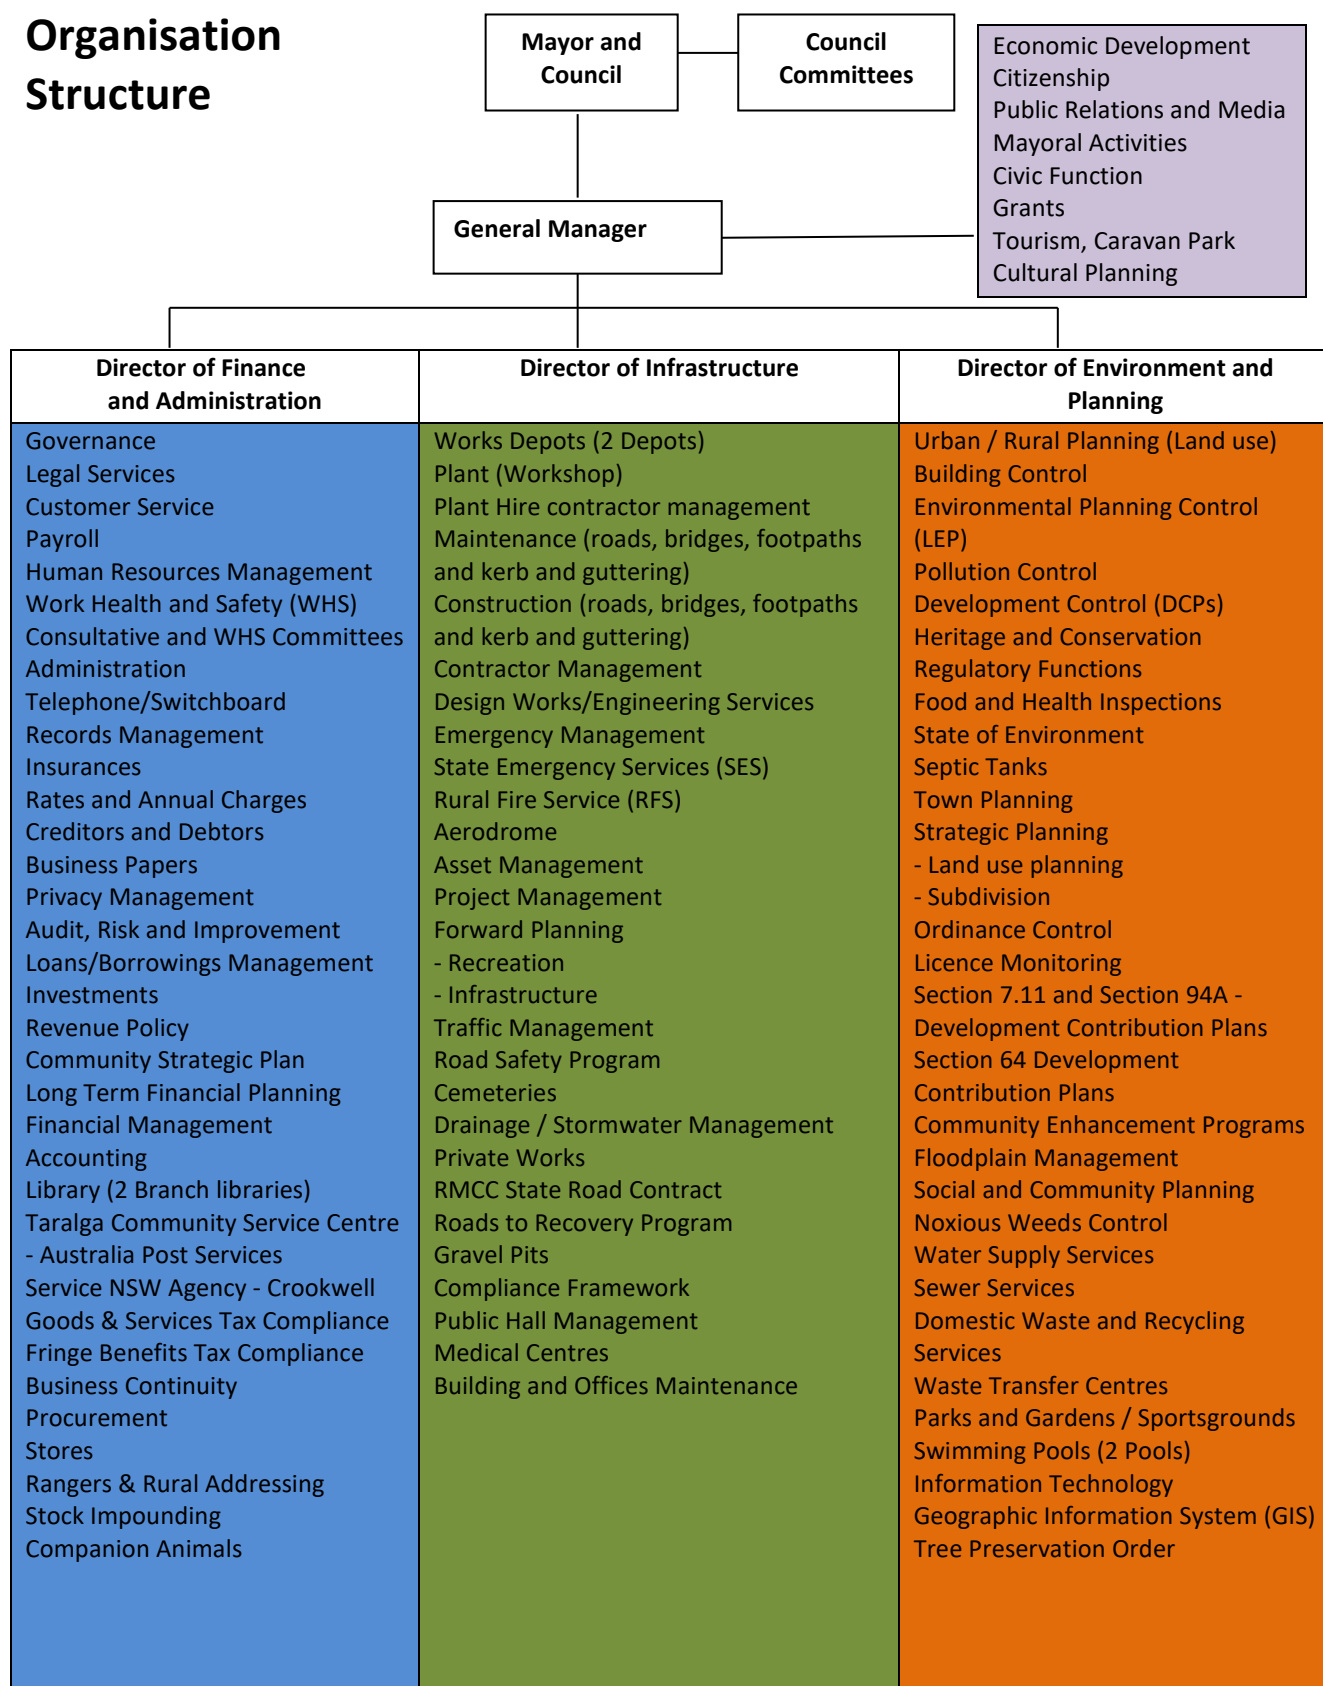 Organisation
Structure
Mayor and
Council
Council
Committees
Economic Development
Citizenship
Public Relations and Media
Mayoral Activities
Civic Function
Grants
Tourism, Caravan Park
Cultural Planning
General Manager
Director of Finance
and Administration
Governance
Legal Services
Customer Service
Payroll
Human Resources Management
Work Health and Safety (WHS)
Consultative and WHS Committees
Administration
Telephone/Switchboard
Records Management
Insurances
Rates and Annual Charges
Creditors and Debtors
Business Papers
Privacy Management
Audit, Risk and Improvement
Loans/Borrowings Management
Investments
Revenue Policy
Community Strategic Plan
Long Term Financial Planning
Financial Management
Accounting
Library (2 Branch libraries)
Taralga Community Service Centre
- Australia Post Services
Service NSW Agency - Crookwell
Goods & Services Tax Compliance
Fringe Benefits Tax Compliance
Business Continuity
Procurement
Stores
Rangers & Rural Addressing
Stock Impounding
Companion Animals
Director of Infrastructure
Works Depots (2 Depots)
Plant (Workshop)
Plant Hire contractor management
Maintenance (roads, bridges, footpaths
and kerb and guttering)
Construction (roads, bridges, footpaths
and kerb and guttering)
Contractor Management
Design Works/Engineering Services
Emergency Management
State Emergency Services (SES)
Rural Fire Service (RFS)
Aerodrome
Asset Management
Project Management
Forward Planning
- Recreation
- Infrastructure
Traffic Management
Road Safety Program
Cemeteries
Drainage / Stormwater Management
Private Works
RMCC State Road Contract
Roads to Recovery Program
Gravel Pits
Compliance Framework
Public Hall Management
Medical Centres
Building and Offices Maintenance
Director of Environment and
Planning
Urban / Rural Planning (Land use)
Building Control
Environmental Planning Control
(LEP)
Pollution Control
Development Control (DCPs)
Heritage and Conservation
Regulatory Functions
Food and Health Inspections
State of Environment
Septic Tanks
Town Planning
Strategic Planning
- Land use planning
- Subdivision
Ordinance Control
Licence Monitoring
Section 7.11 and Section 94A -
Development Contribution Plans
Section 64 Development
Contribution Plans
Community Enhancement Programs
Floodplain Management
Social and Community Planning
Noxious Weeds Control
Water Supply Services
Sewer Services
Domestic Waste and Recycling
Services
Waste Transfer Centres
Parks and Gardens / Sportsgrounds
Swimming Pools (2 Pools)
Information Technology
Geographic Information System (GIS)
Tree Preservation Order